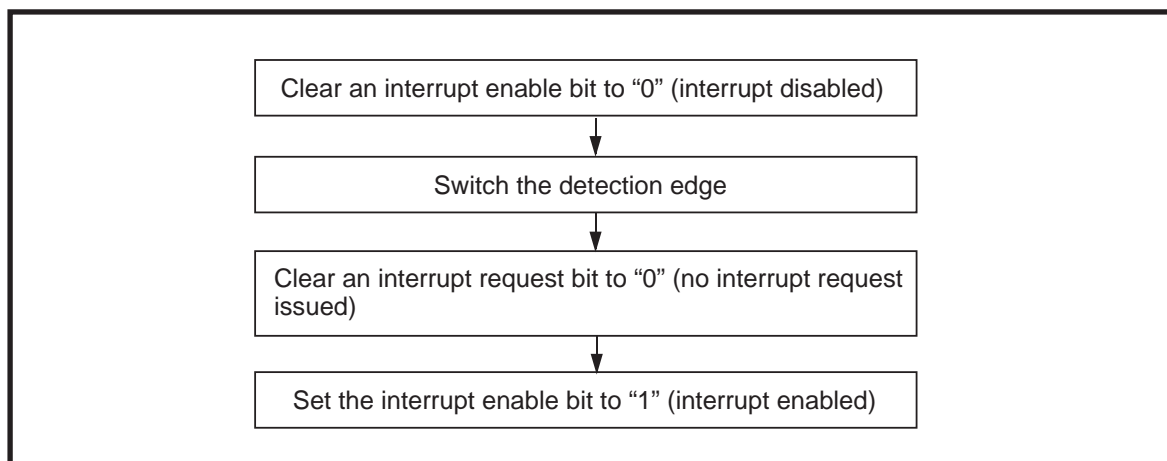 Clear an interrupt enable bit to “0” (interrupt disabled)
Switch the detection edge
Clear an interrupt request bit to “0” (no interrupt request
issued)
Set the interrupt enable bit to “1” (interrupt enabled)